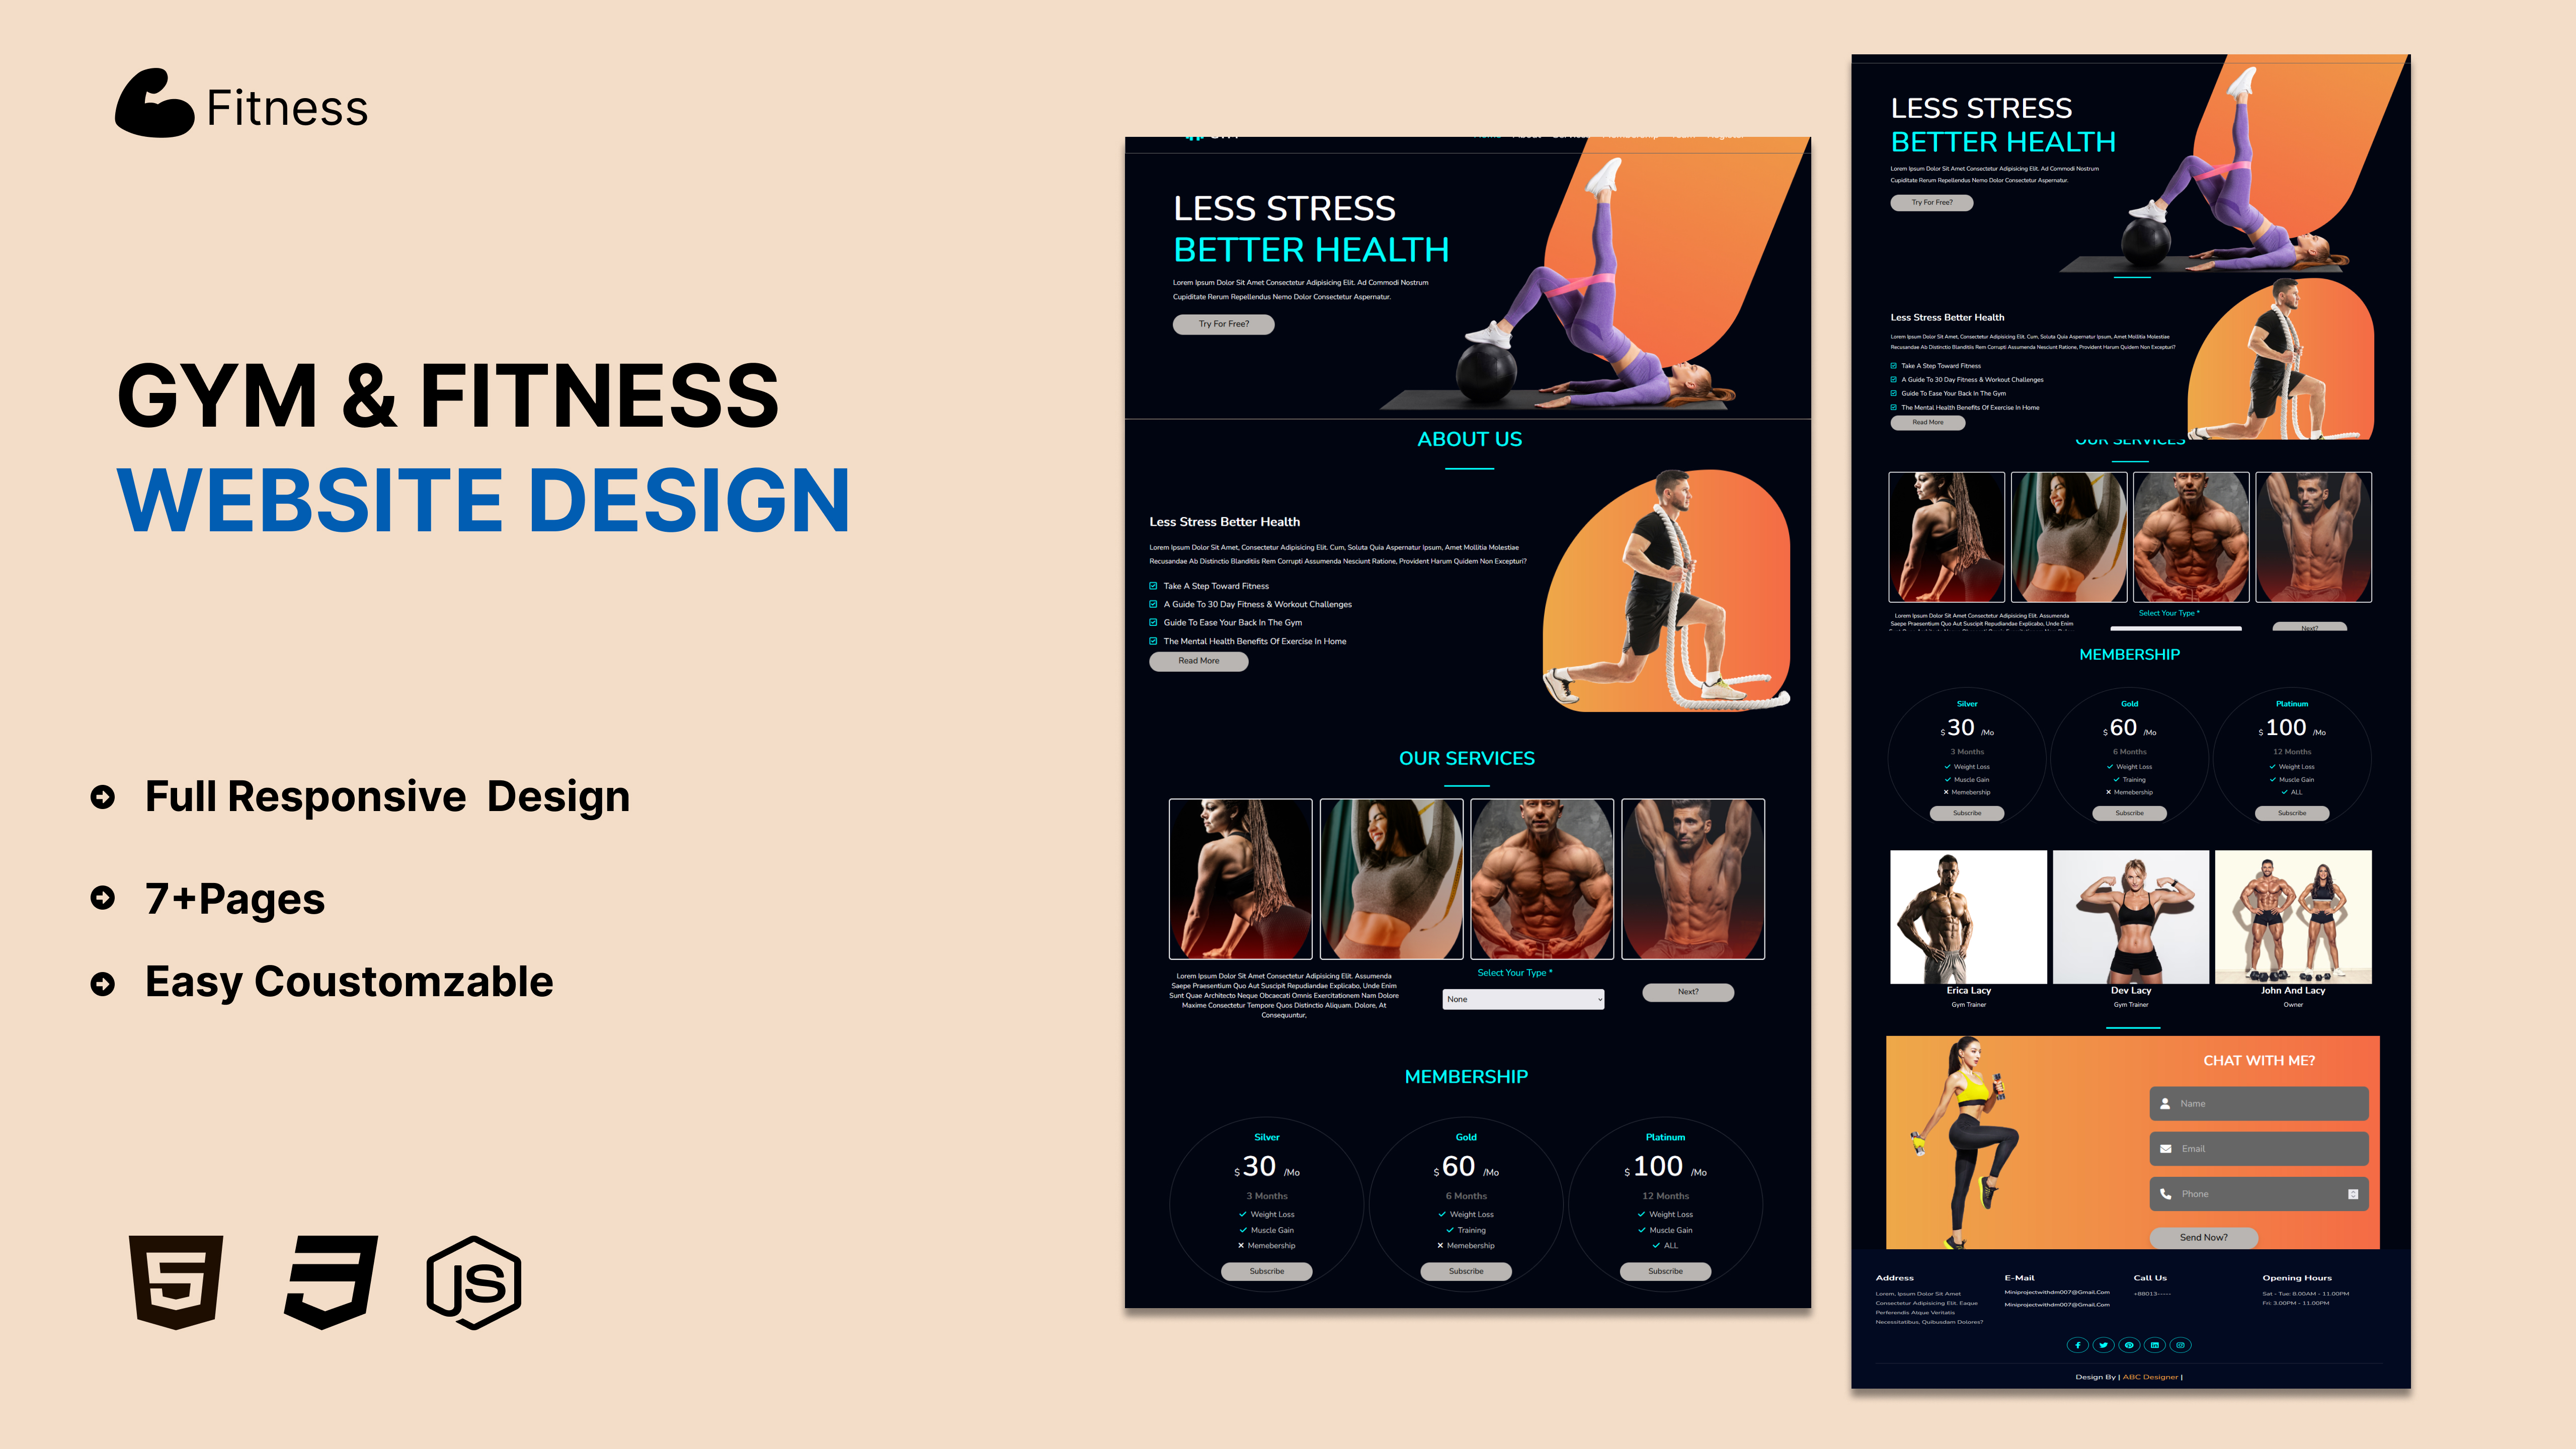 Fitness
GYM & FITNESS
WEBSITE DESIGN
Full Responsive Design
7+Pages
Easy Coustomzable
JS
LESS STRESS
BETTER HEALTH
Lorem Ipsum Dolor Sit Amet Consectetur Adipisicing Elit. Ad Commodi Nostrum
Cupiditate Rerum Repellendus Nemo Dolor Consectetur Aspernatur.
Try For Free?
ABOUT US
Less Stress Better Health
Lorem Ipsum Dolor Sit Amet, Consectetur Adipisicing Elit. Cum, Soluta Quia Aspernatur Ipsum, Amet Mollitia Molestiae
Recusandae Ab Distinctio Blanditiis Rem Corrupti Assumenda Nesciunt Ratione, Provident Harum Quidem Non Excepturi?
Take A Step Toward Fitness
A Guide To 30 Day Fitness & Workout Challenges
Guide To Ease Your Back In The Gym
The Mental Health Benefits Of Exercise In Home
Read More
OUR SERVICES
Lorem Ipsum Dolor Sit Amet Consectetur Adipisicing Elit. Assumenda
Saepe Praesentium Quo Aut Suscipit Repudiandae Explicabo, Unde Enim
Sunt Quae Architecto Neque Obcaecati Omnis Exercitationem Nam Dolore
Maxime Consectetur Tempore Quos Distinctio Aliquam. Dolore, At
Consequuntur,
Select Your Type *
None
Next?
MEMBERSHIP
Silver
$ 30 /Mo
3 Months
Weight Loss
Muscle Gain
Memebership
Subscribe
Gold
$ 60 /Mo
6 Months
Weight Loss
Training
Memebership
Subscribe
Platinum
$ 100 /Mo
12 Months
Weight Loss
Muscle Gain
ALL
Subscribe
LESS STRESS
BETTER HEALTH
Lorem Ipsum Dolor Sit Amet Consectetur Adipisicing Elit. Ad Commodi Nostrum
Cupiditate Rerum Repellendus Nemo Dolor Consectetur Aspernatur.
Try For Free?
Less Stress Better Health
Lorem Ipsum Dolor Sit Amet, Consectetur Adipisicing Elit. Cum, Soluta Quia Aspernatur Ipsum, Amet Mollitia Molestiae
Recusandae Ab Distinctio Blanditiis Rem Corrupti Assumenda Nesciunt Ratione, Provident Harum Quidem Non Excepturi?
Take A Step Toward Fitness
A Guide To 30 Day Fitness & Workout Challenges
Guide To Ease Your Back In The Gym
The Mental Health Benefits Of Exercise In Home
Read More
OUR SERVICES
Lorem Ipsum Dolor Sit Amet Consectetur Adipisicing Elit. Assumenda
Saepe Praesentium Quo Aut Suscipit Repudiandae Explicabo, Unde Enim
Select Your Type *
Next?
MEMBERSHIP
Silver
$ 30 /Mo
3 Months
Weight Loss
Muscle Gain
Memebership
Subscribe
Gold
$ 60 /Mo
6 Months
Weight Loss
Training
Memebership
Subscribe
Platinum
$ 100 /Mo
12 Months
Weight Loss
Muscle Gain
ALL
Subscribe
Erica Lacy
Gym Trainer
Dev Lacy
Gym Trainer
John And Lacy
Owner
CHAT WITH ME?
Name
Email
Phone
Send Now?
Address
Lorem, Ipsum Dolor Sit Amet
Consectetur Adipisicing Elit. Eaque
Perferendis Atque Veritatis
Necessitatibus, Quibusdam Dolores?
E-Mail
Miniprojectwithdm007@Gmail.Com
Miniprojectwithdm007@Gmail.Com
Call Us
+88013-----
Opening Hours
Sat - Tue: 8.00AM - 11.00PM
Fri: 3.00PM - 11.00PM
Design By | ABC Designer |